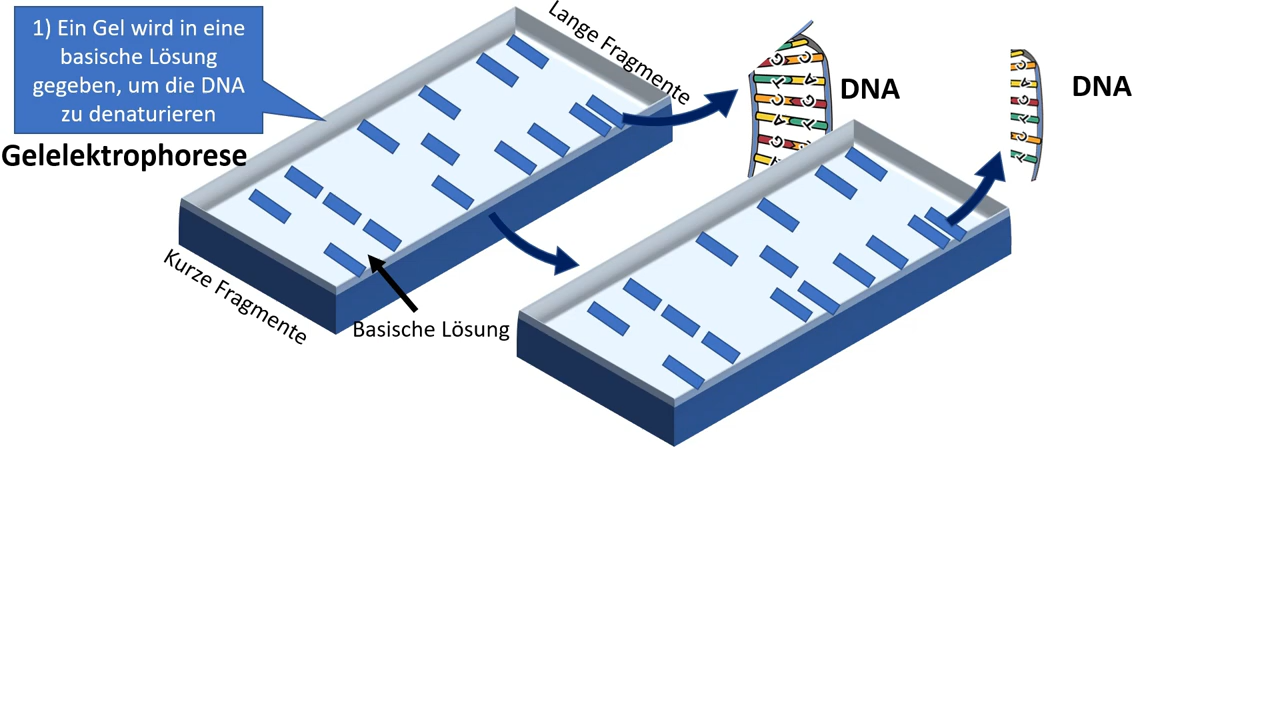 1) Ein Gel wird in eine
basische Lösung
gegeben, um die DNA
zu denaturieren
Gelelektrophorese
Lange Fragmente
DNA
DNA
Kurze Fragmente
Basische Lösung